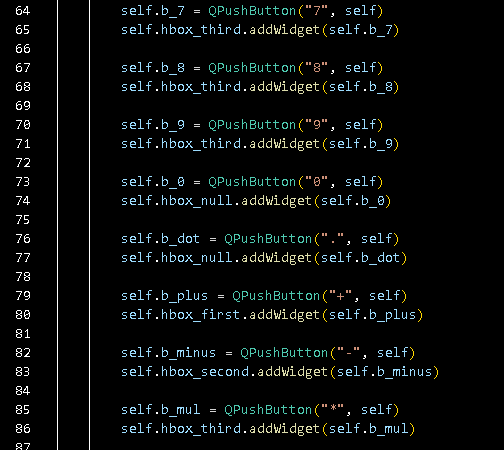 64 self.b_7 = QPushButton("7", self)
65 self.hbox_third.addWidget(self.b_7)
66
67 self.b_8 = QPushButton("8", self)
68 self.hbox_third.addWidget(self.b_8)
69
70 self.b_9 = QPushButton("9", self)
71 self.hbox_third.addWidget(self.b_9)
72
73 self.b_0 = QPushButton("0", self)
74 self.hbox_null.addWidget(self.b_0)
75
76 self.b_dot = QPushButton(".", self)
77 self.hbox_null.addWidget(self.b_dot)
78
79 self.b_plus = QPushButton("+", self)
80 self.hbox_first.addWidget(self.b_plus)
81
82 self.b_minus = QPushButton("-", self)
83 self.hbox_second.addWidget(self.b_minus)
84
85 self.b_mul = QPushButton("*", self)
86 self.hbox_third.addWidget(self.b_mul)
87